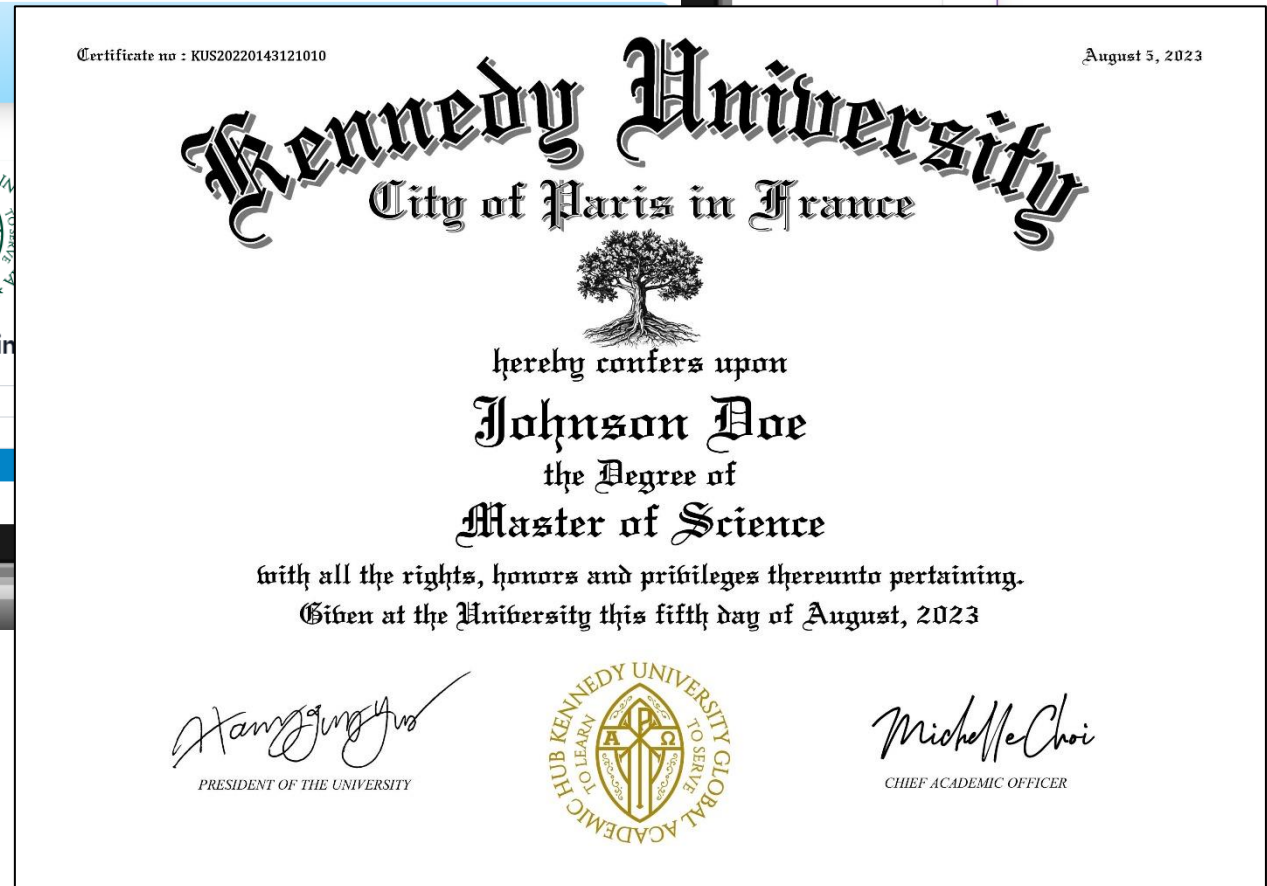 Certificate no : KUS20220143121010
August 5, 2023
Kennedy University
City of Paris in France
hereby confers upon
Johnson Doe
the Degree of
Master of Science
with all the rights, honors and privileges thereunto pertaining.
Given at the University this fifth day of August, 2023
PRESIDENT OF THE UNIVERSITY
KENNEDY UNIVERSITY GLOBAL ACADEMIC HUB
TO LEARN
TO SERVE
Α Ω
Michelle Choi
CHIEF ACADEMIC OFFICER
TO SERVE
in